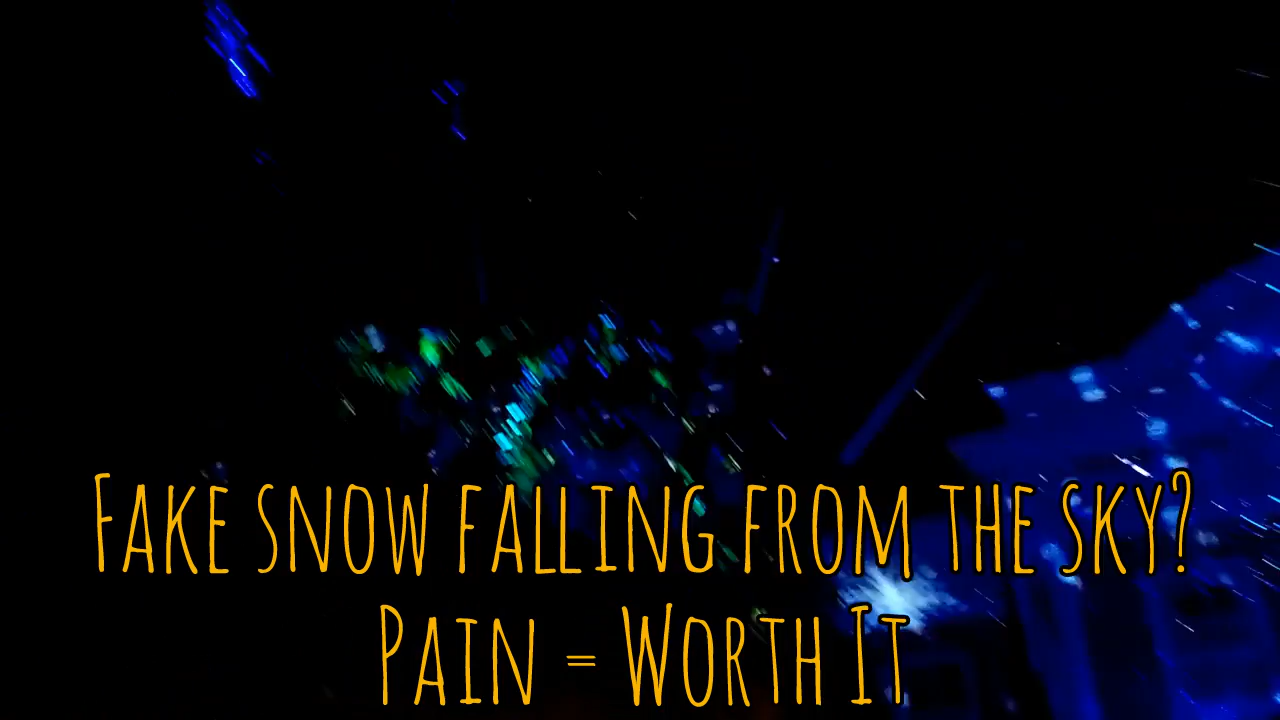 Fake snow falling from the sky?
Pain = Worth It